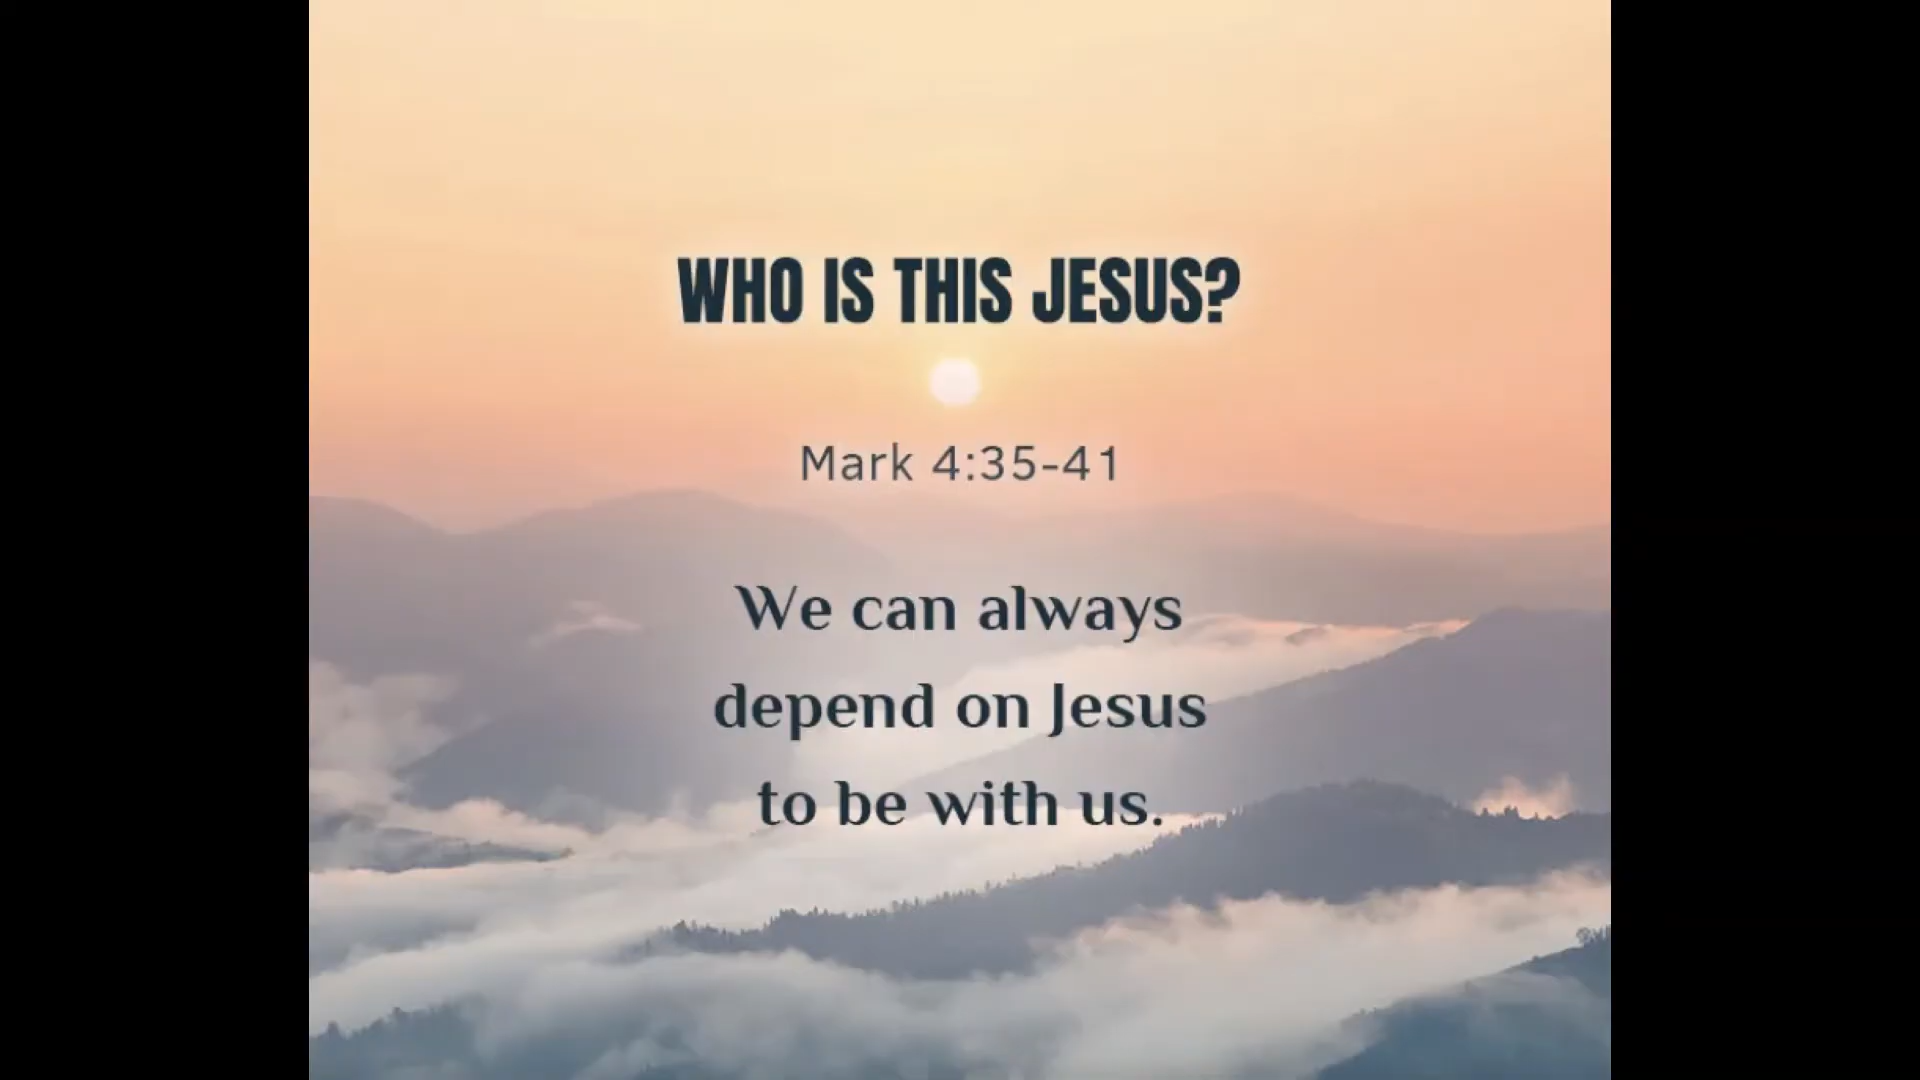 WHO IS THIS JESUS?
Mark 4:35-41
We can always
depend on Jesus
to be with us.